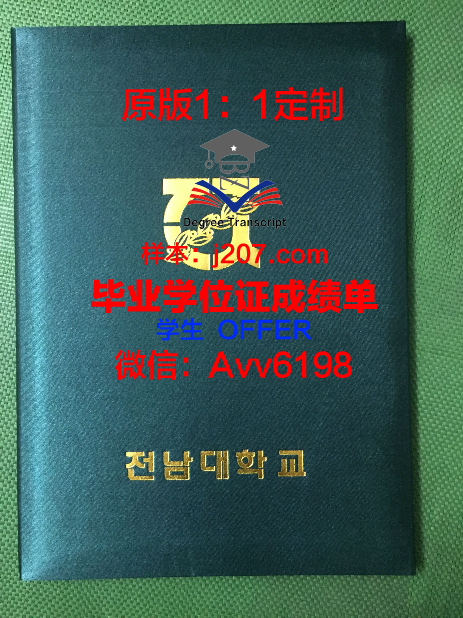 原版1：1定制
Degree Transcript
样本：j207.com
毕业学位证成绩单
学生 OFFER
微信：Avv6198
전남대학교